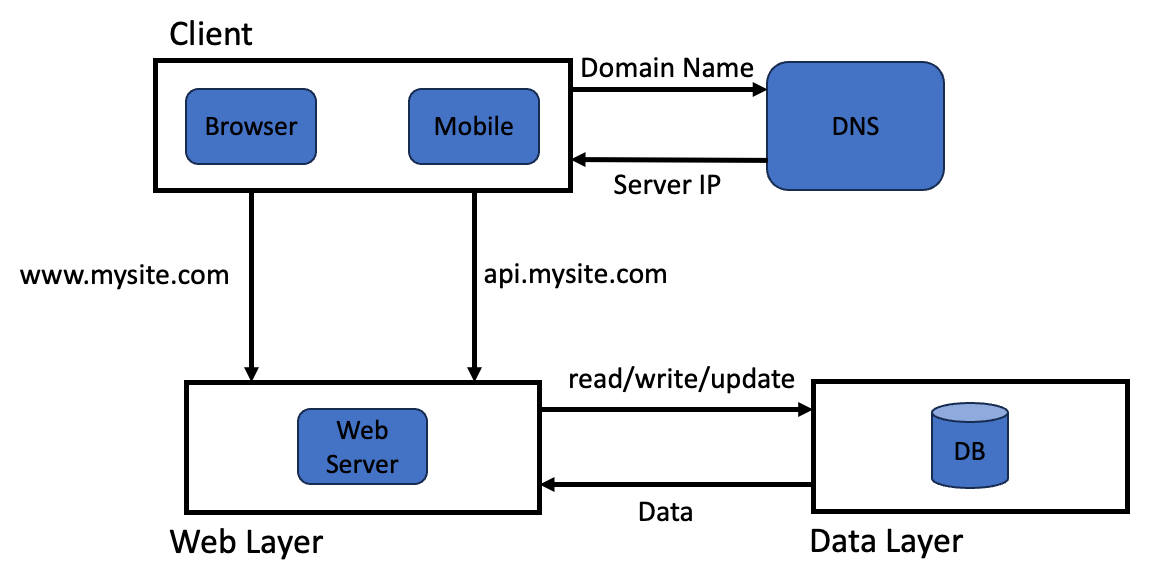 Client
Domain Name
Browser
Mobile
DNS
Server IP
www.mysite.com
api.mysite.com
read/write/update
Web
Server
DB
Data
Web Layer
Data Layer